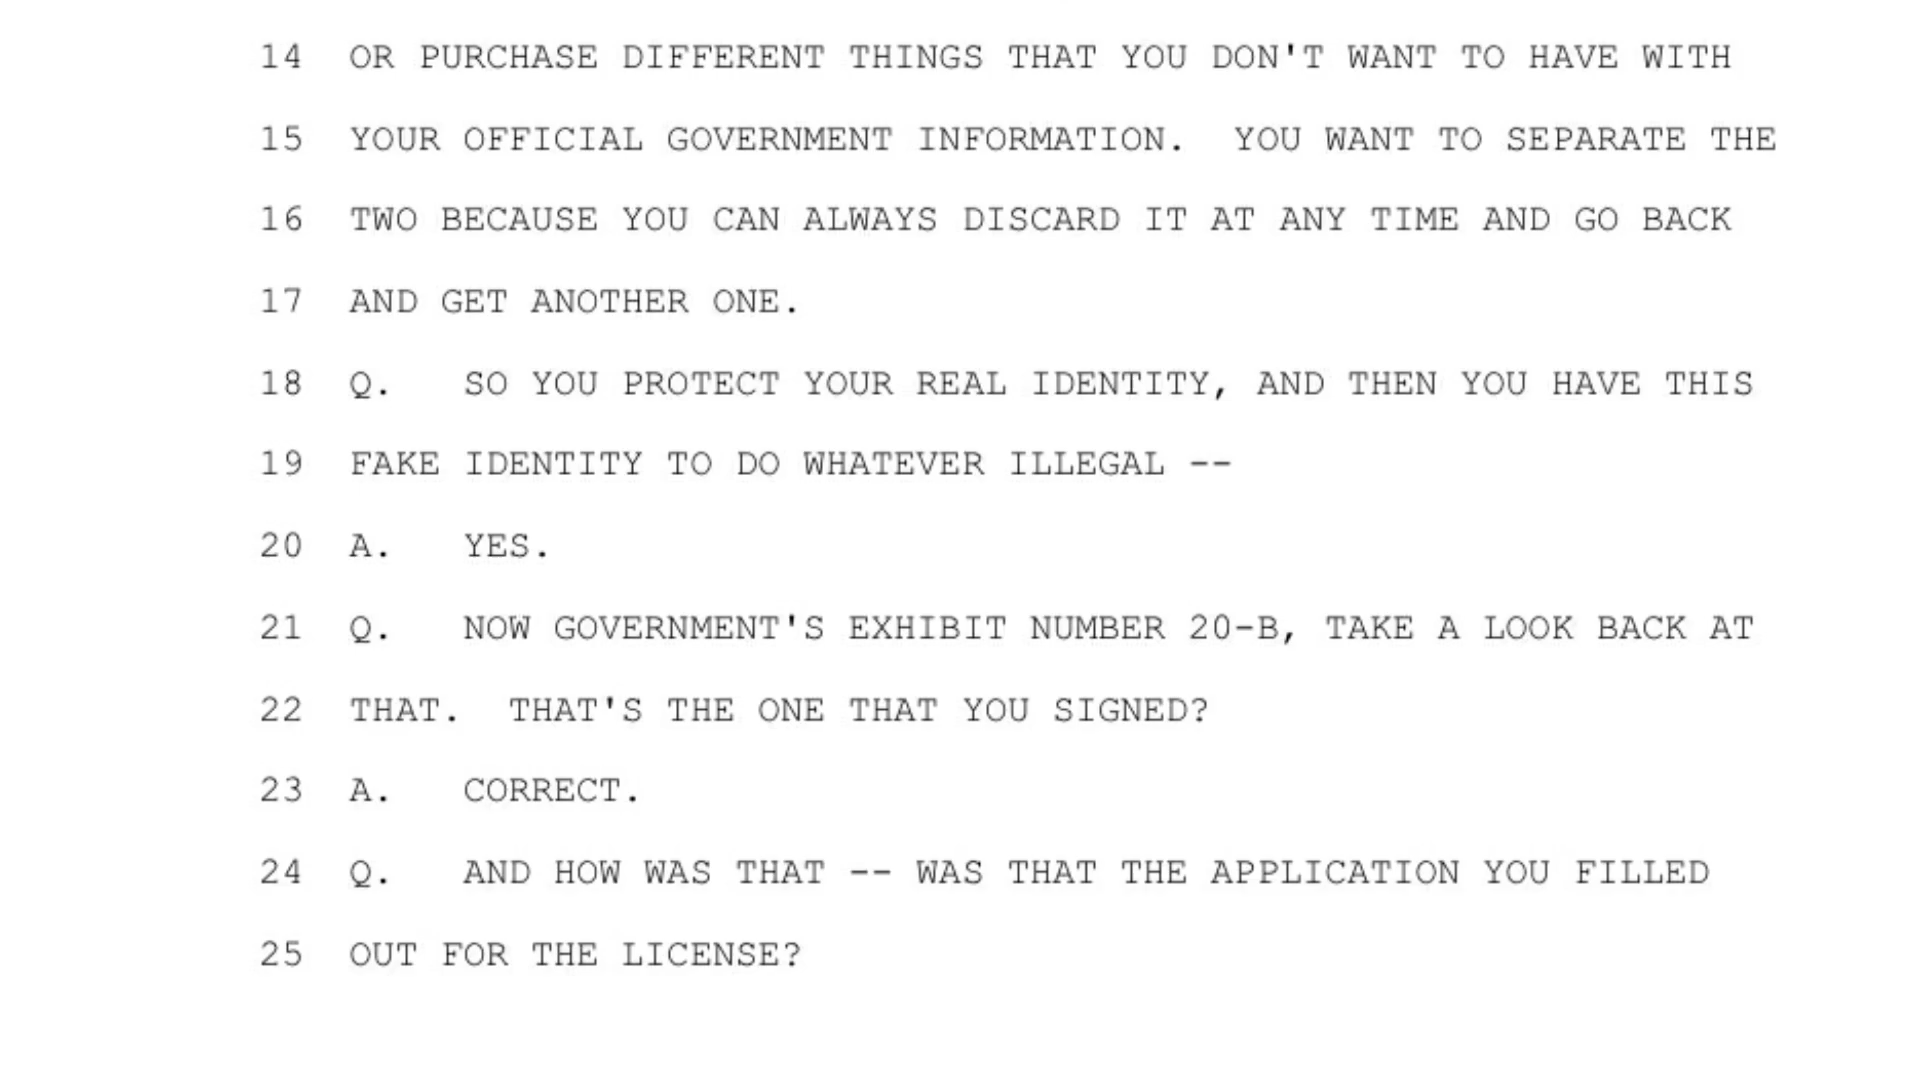 14 OR PURCHASE DIFFERENT THINGS THAT YOU DON'T WANT TO HAVE WITH
15 YOUR OFFICIAL GOVERNMENT INFORMATION. YOU WANT TO SEPARATE THE
16 TWO BECAUSE YOU CAN ALWAYS DISCARD IT AT ANY TIME AND GO BACK
17 AND GET ANOTHER ONE.
18 Q. SO YOU PROTECT YOUR REAL IDENTITY, AND THEN YOU HAVE THIS
19 FAKE IDENTITY TO DO WHATEVER ILLEGAL --
20 A. YES.
21 Q. NOW GOVERNMENT'S EXHIBIT NUMBER 20-B, TAKE A LOOK BACK AT
22 THAT. THAT'S THE ONE THAT YOU SIGNED?
23 A. CORRECT.
24 Q. AND HOW WAS THAT -- WAS THAT THE APPLICATION YOU FILLED
25 OUT FOR THE LICENSE?